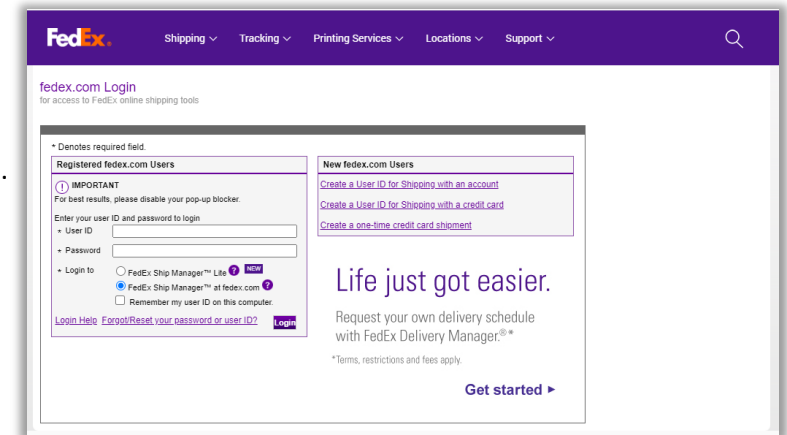 FedEx®
Shipping Tracking Printing Services Locations Support
fedex.com Login
for access to FedEx online shipping tools
* Denotes required field.
Registered fedex.com Users
! IMPORTANT
For best results, please disable your pop-up blocker.
Enter your user ID and password to login
* User ID
* Password
* Login to FedEx Ship Manager™ Lite ? NEW
FedEx Ship Manager™ at fedex.com ?
Remember my user ID on this computer.
Login Help Forgot/Reset your password or user ID? Login
New fedex.com Users
Create a User ID for Shipping with an account
Create a User ID for Shipping with a credit card
Create a one-time credit card shipment
Life just got easier.
Request your own delivery schedule
with FedEx Delivery Manager.®*
*Terms, restrictions and fees apply.
Get started ►